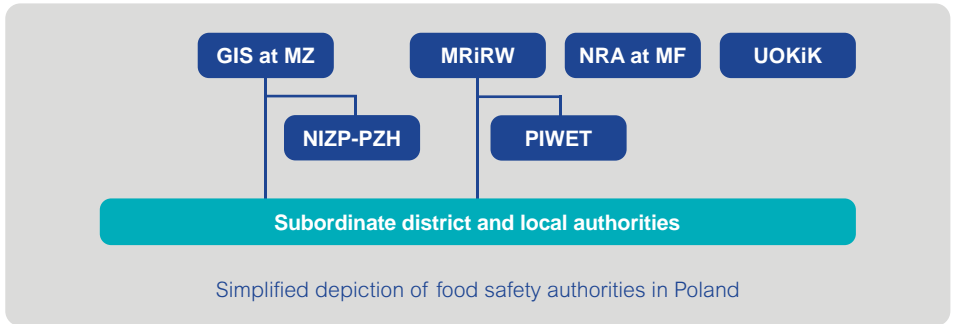 GIS at MZ
MRiRW
NRA at MF
UOKiK
NIZP-PZH
PIWET
Subordinate district and local authorities
Simplified depiction of food safety authorities in Poland